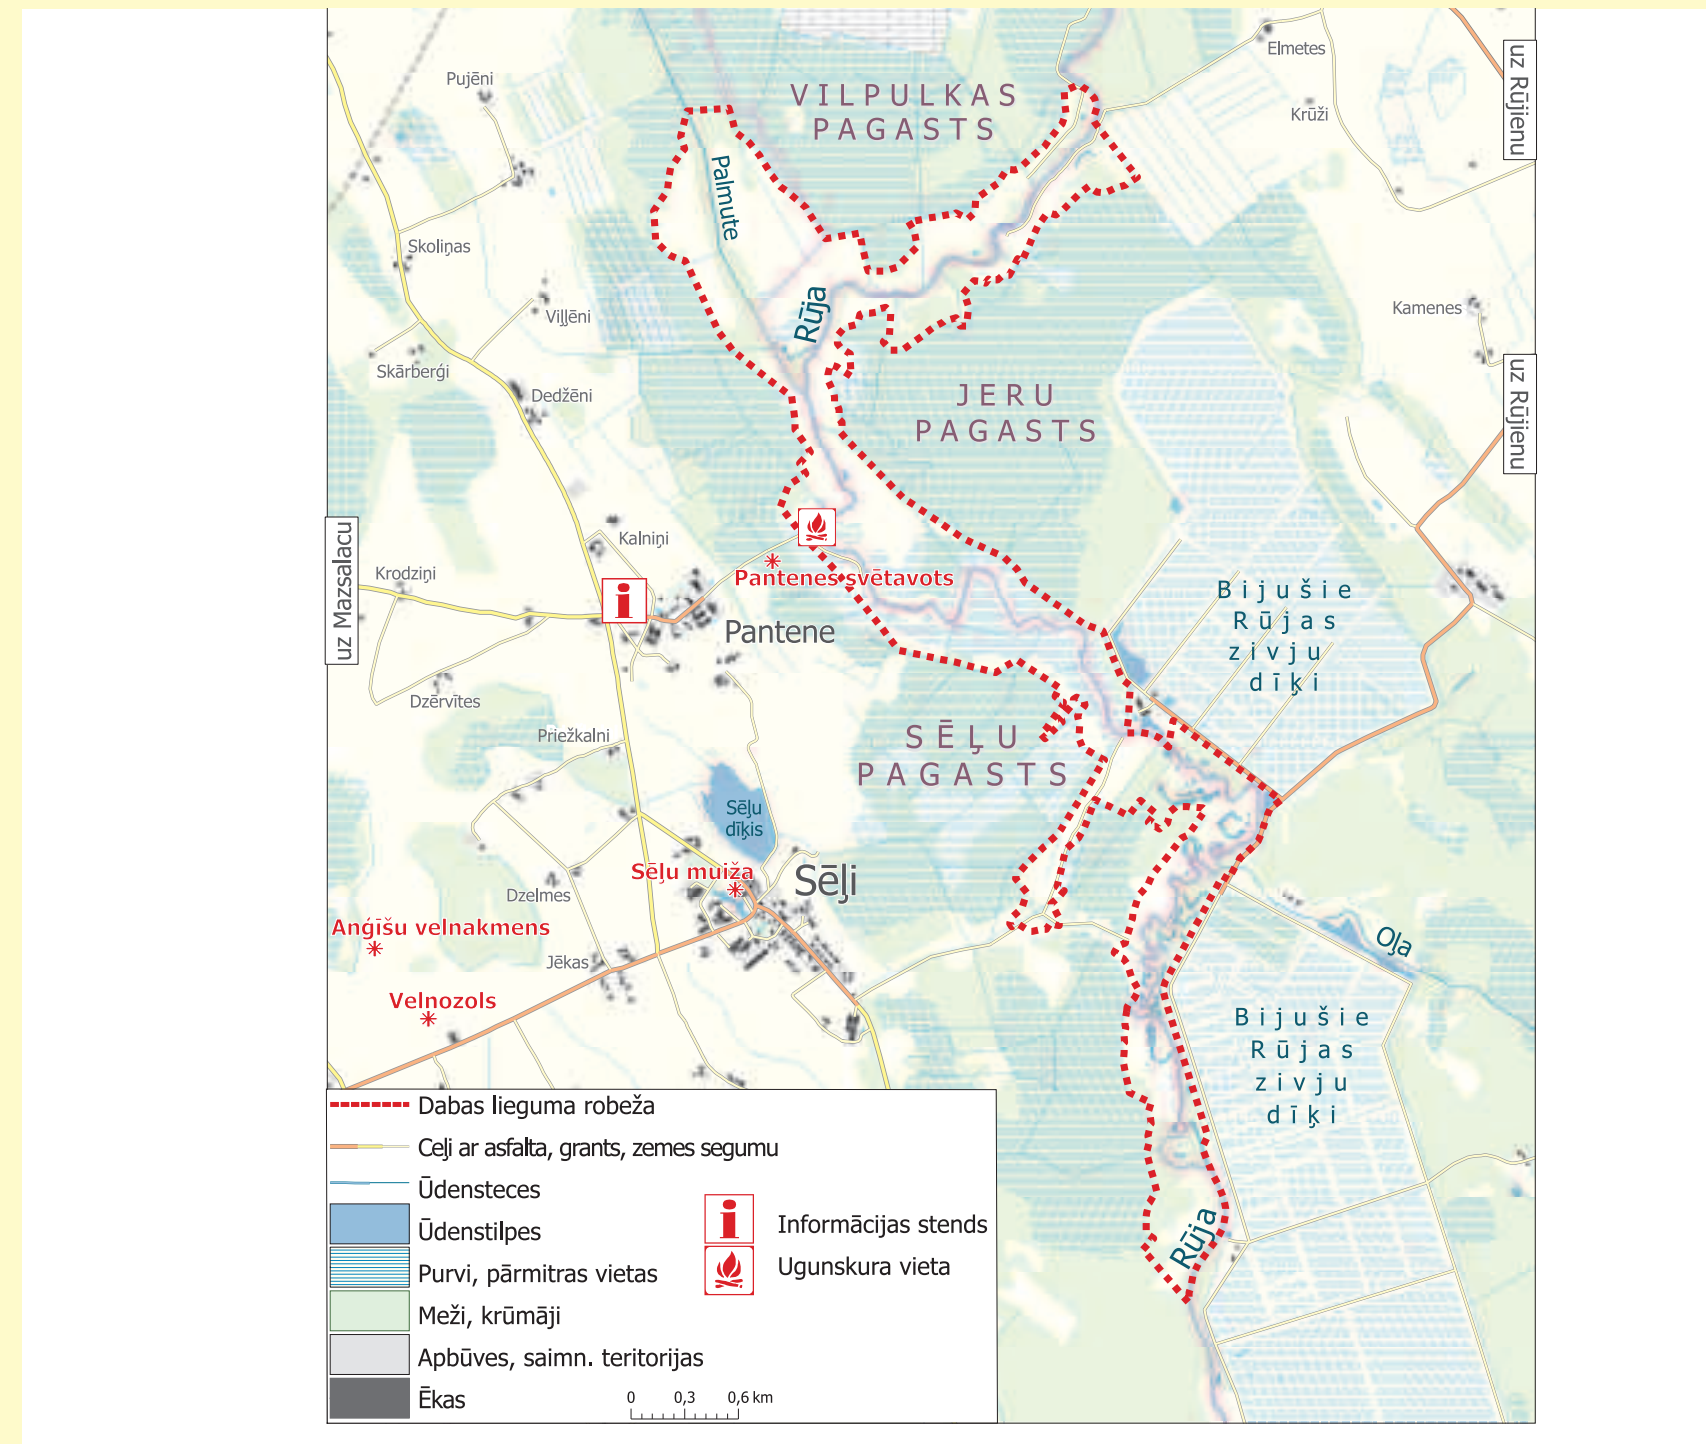 Elmetes
uz Rūjienu
Pujēni
VILPULKAS
PAGASTS
Krūži
Palmute
Skoliņas
Rūja
Viļļēni
Kamenes
Skārberģi
Dedžēni
JERU
PAGASTS
uz Rūjienu
uz Mazsalacu
Kalniņi
Krodziņi
Pantenes svētavots
Pantene
Bijušie
Rūjas
zivju
dīķi
Dzērvītes
Priežkalni
SĒĻU
PAGASTS
Sēļu
dīķis
Sēļu muiža
Sēļi
Dzelmes
Anģīšu velnakmens
Jēkas
Oļa
Velnozols
Bijušie
Rūjas
zivju
dīķi
Rūja
Dabas lieguma robeža
Ceļi ar asfalta, grants, zemes segumu
Ūdensteces
Ūdenstilpes
Purvi, pārmitras vietas
Meži, krūmāji
Apbūves, saimn. teritorijas
Ēkas
i
Informācijas stends
Ugunskura vieta
0 0,3 0,6 km
i